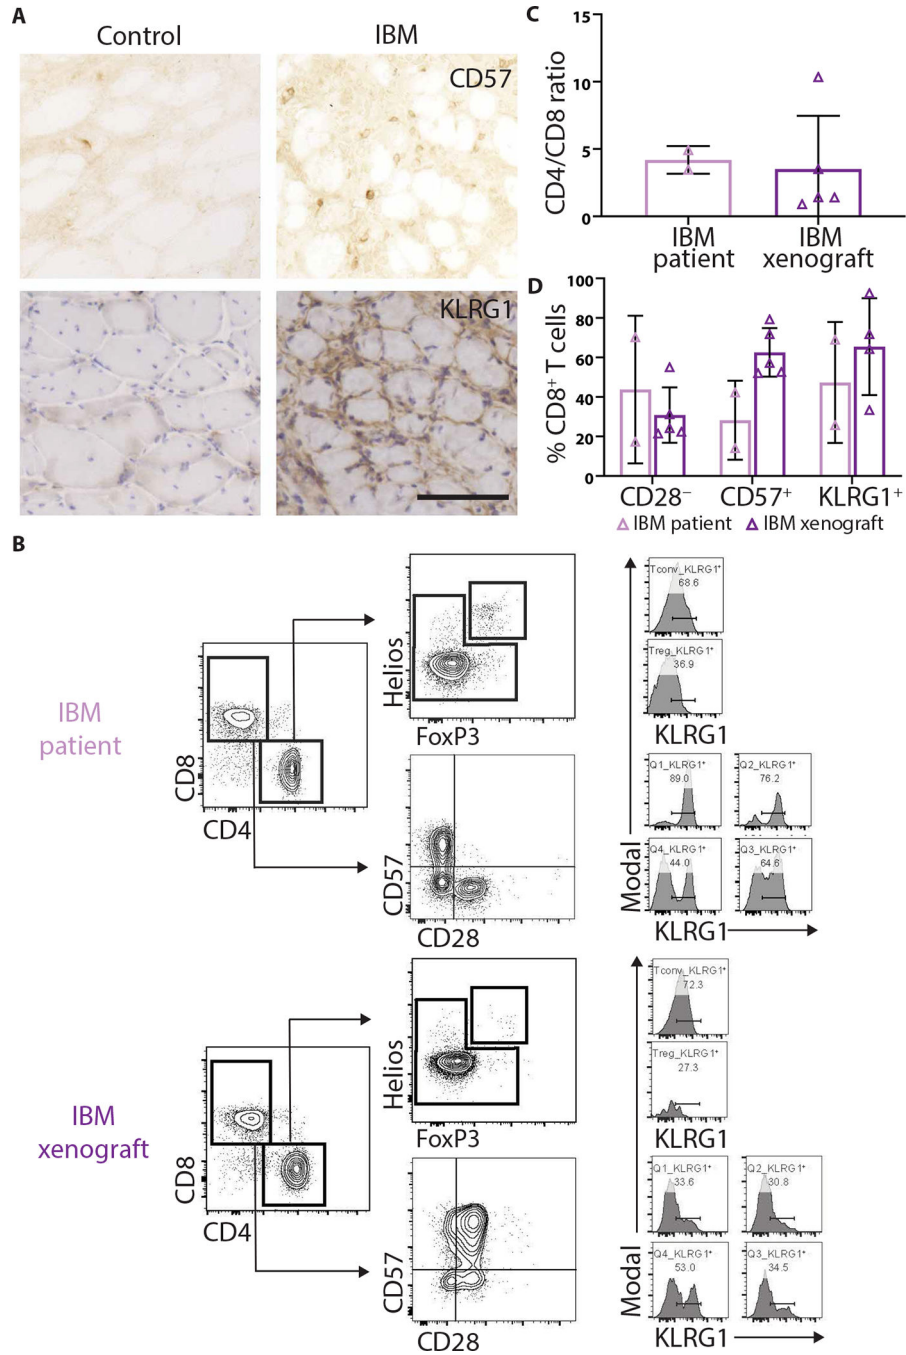 A
Control
IBM
CD57
KLRG1
C
15
10
5
0
CD4/CD8 ratio
IBM
patient
IBM
xenograft
D
100
80
60
40
20
0
% CD8⁺ T cells
CD28⁻
CD57⁺
KLRG1⁺
IBM patient
IBM xenograft
B
IBM
patient
CD8
CD4
Helios
FoxP3
CD57
CD28
Tconv_KLRG1⁺
68.6
Treg_KLRG1⁺
36.9
KLRG1
Q1_KLRG1⁺
89.0
Q2_KLRG1⁺
76.2
Q4_KLRG1⁺
44.0
Q3_KLRG1⁺
64.6
Modal
KLRG1
IBM
xenograft
CD8
CD4
Helios
FoxP3
CD57
CD28
Tconv_KLRG1⁺
72.3
Treg_KLRG1⁺
27.3
KLRG1
Q1_KLRG1⁺
33.6
Q2_KLRG1⁺
30.8
Q4_KLRG1⁺
53.0
Q3_KLRG1⁺
34.5
Modal
KLRG1